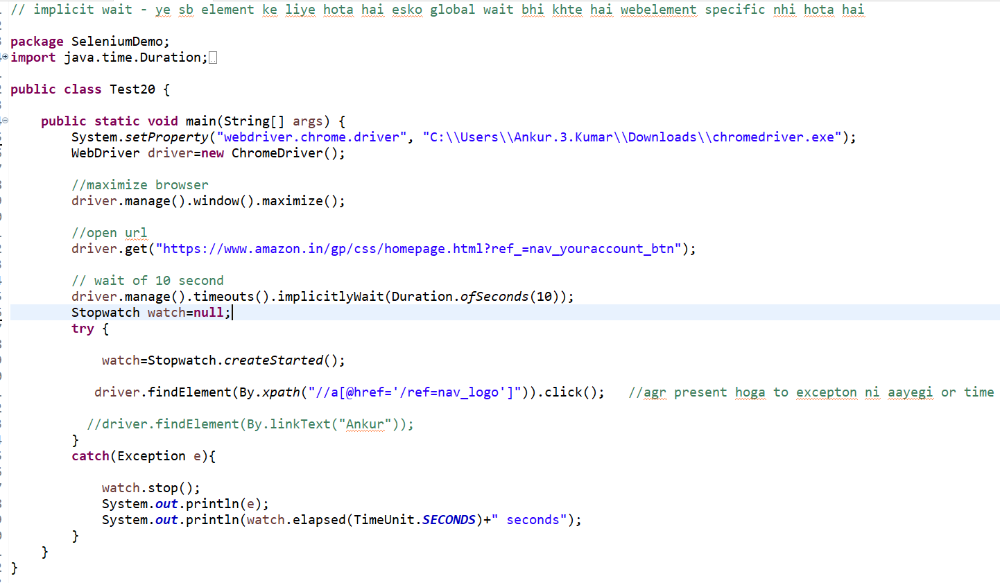 // implicit wait - ye sb element ke liye hota hai esko global wait bhi khte hai webelement specific nhi hota hai
package SeleniumDemo;
import java.time.Duration;
public class Test20 {
public static void main(String[] args) {
System.setProperty("webdriver.chrome.driver", "C:\\Users\\Ankur.3.Kumar\\Downloads\\chromedriver.exe");
WebDriver driver=new ChromeDriver();
//maximize browser
driver.manage().window().maximize();
//open url
driver.get("https://www.amazon.in/gp/css/homepage.html?ref_=nav_youraccount_btn");
// wait of 10 second
driver.manage().timeouts().implicitlyWait(Duration.ofSeconds(10));
Stopwatch watch=null;
try {
watch=Stopwatch.createStarted();
driver.findElement(By.xpath("//a[@href='/ref=nav_logo']")).click();   //agr present hoga to excepton ni aayegi or time
//driver.findElement(By.linkText("Ankur"));
}
catch(Exception e){
watch.stop();
System.out.println(e);
System.out.println(watch.elapsed(TimeUnit.SECONDS)+" seconds");
}
}
}